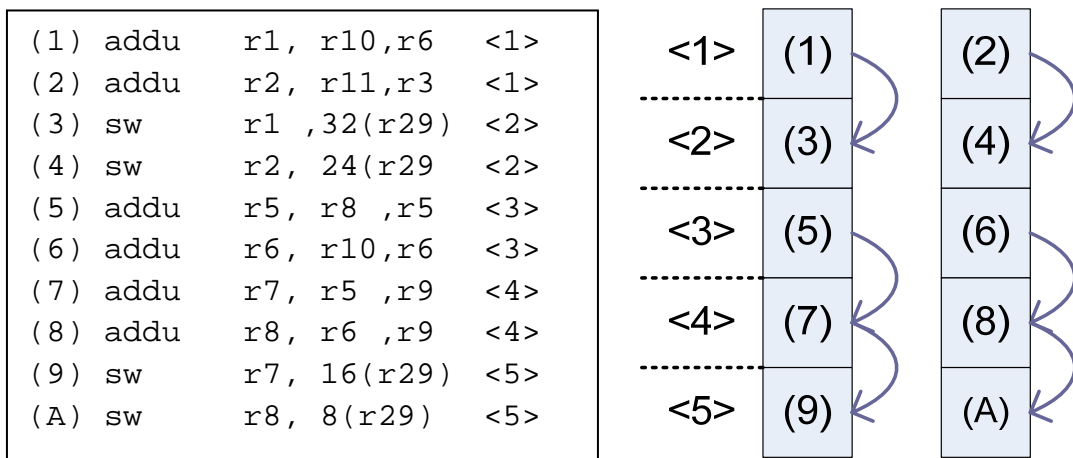 (1) addu r1, r10,r6 <1>
(2) addu r2, r11,r3 <1>
(3) sw r1 ,32(r29) <2>
(4) sw r2, 24(r29 <2>
(5) addu r5, r8 ,r5 <3>
(6) addu r6, r10,r6 <3>
(7) addu r7, r5 ,r9 <4>
(8) addu r8, r6 ,r9 <4>
(9) sw r7, 16(r29) <5>
(A) sw r8, 8(r29) <5>
<1> (1) (2)
<2> (3) (4)
<3> (5) (6)
<4> (7) (8)
<5> (9) (A)